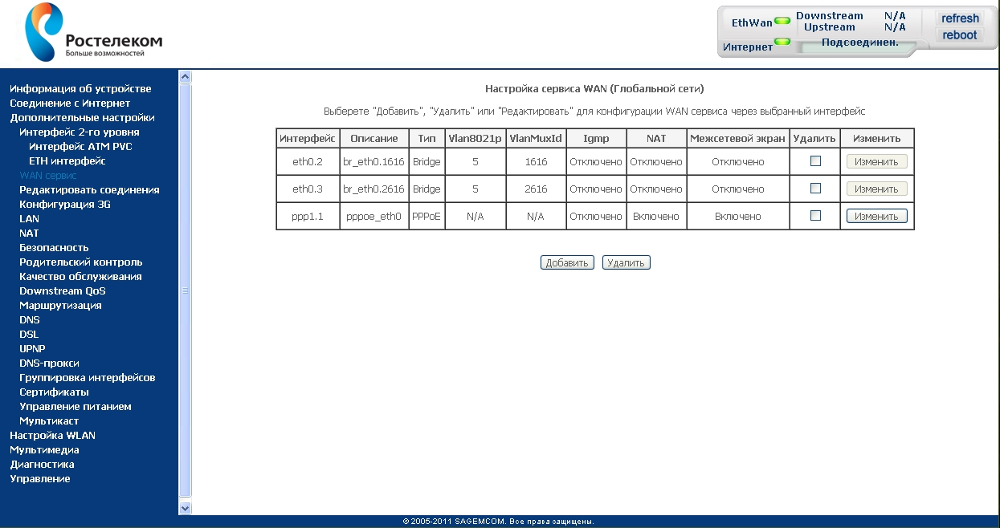 Ростелеком
Больше возможностей
EthWan Downstream N/A
Upstream N/A
Интернет Подсоединен.
refresh
reboot
Информация об устройстве
Соединение с Интернет
Дополнительные настройки
Интерфейс 2-го уровня
Интерфейс ATM PVC
ETH интерфейс
WAN сервис
Редактировать соединения
Конфигурация 3G
LAN
NAT
Безопасность
Родительский контроль
Качество обслуживания
Downstream QoS
Маршрутизация
DNS
DSL
UPNP
DNS-прокси
Группировка интерфейсов
Сертификаты
Управление питанием
Мультикаст
Настройка WLAN
Мультимедиа
Диагностика
Управление
Настройка сервиса WAN (Глобальной сети)
Выберете "Добавить", "Удалить" или "Редактировать" для конфигурации WAN сервиса через выбранный интерфейс
Интерфейс Описание Тип Vlan8021p VlanMuxId Igmp NAT Межсетевой экран Удалить Изменить
eth0.2 br_eth0.1616 Bridge 5 1616 Отключено Отключено Отключено Изменить
eth0.3 br_eth0.2616 Bridge 5 2616 Отключено Отключено Отключено Изменить
ppp1.1 pppoe_eth0 PPPoE N/A N/A Отключено Включено Включено Изменить
Добавить Удалить
© 2005-2011 SAGEMCOM. Все права защищены.